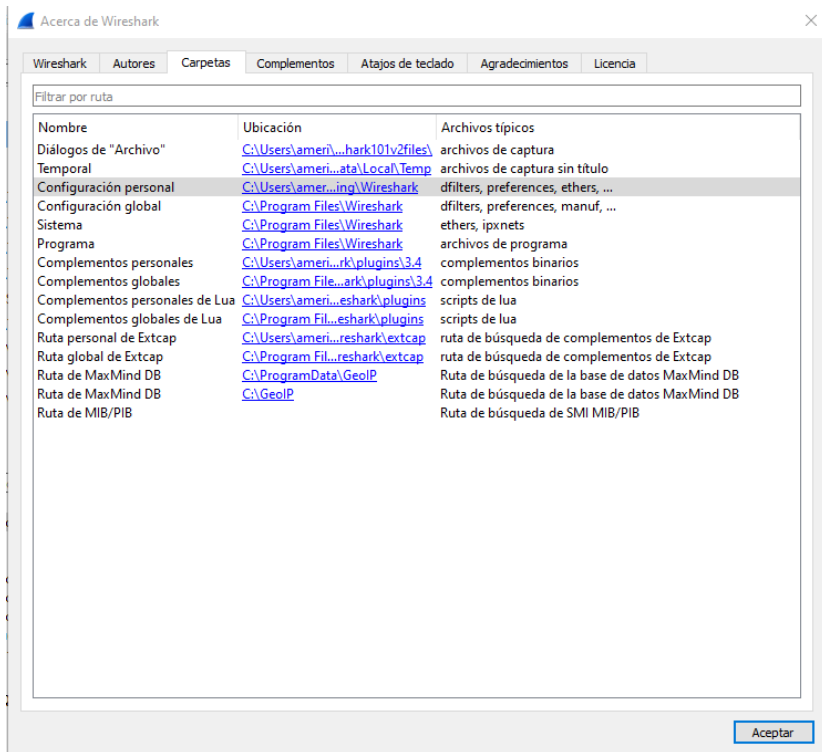 Acerca de Wireshark
Wireshark Autores Carpetas Complementos Atajos de teclado Agradecimientos Licencia
Filtrar por ruta
Nombre Ubicación Archivos típicos
Diálogos de "Archivo" C:\Users\ameri\...hark101v2files\ archivos de captura
Temporal C:\Users\ameri...ata\Local\Temp archivos de captura sin título
Configuración personal C:\Users\amer...ing\Wireshark dfilters, preferences, ethers, ...
Configuración global C:\Program Files\Wireshark dfilters, preferences, manuf, ...
Sistema C:\Program Files\Wireshark ethers, ipxnets
Programa C:\Program Files\Wireshark archivos de programa
Complementos personales C:\Users\ameri...rk\plugins\3.4 complementos binarios
Complementos globales C:\Program File...ark\plugins\3.4 complementos binarios
Complementos personales de Lua C:\Users\ameri...eshark\plugins scripts de lua
Complementos globales de Lua C:\Program Fil...eshark\plugins scripts de lua
Ruta personal de Extcap C:\Users\ameri...reshark\extcap ruta de búsqueda de complementos de Extcap
Ruta global de Extcap C:\Program Fil...reshark\extcap ruta de búsqueda de complementos de Extcap
Ruta de MaxMind DB C:\ProgramData\GeoIP Ruta de búsqueda de la base de datos MaxMind DB
Ruta de MaxMind DB C:\GeoIP Ruta de búsqueda de la base de datos MaxMind DB
Ruta de MIB/PIB Ruta de búsqueda de SMI MIB/PIB
Aceptar